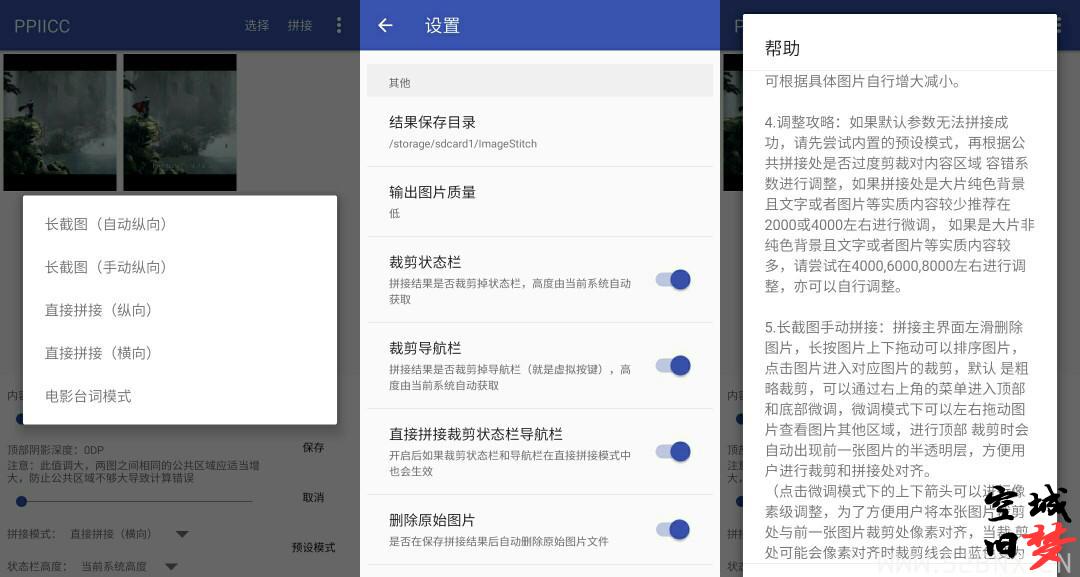 PPIICC
选择
拼接
长截图（自动纵向）
长截图（手动纵向）
直接拼接（纵向）
直接拼接（横向）
电影台词模式
顶部阴影深度：0DP
注意：此值调大，两图之间相同的公共区域应适当增
大，防止公共区域不够大导致计算错误
保存
取消
预设模式
拼接模式：
直接拼接（横向）
状态栏高度：
当前系统高度
设置
其他
结果保存目录
/storage/sdcard1/ImageStitch
输出图片质量
低
裁剪状态栏
拼接结果是否裁剪掉状态栏，高度由当前系统自动
获取
裁剪导航栏
拼接结果是否裁剪掉导航栏（就是虚拟按键），高
度由当前系统自动获取
直接拼接裁剪状态栏导航栏
开启后如果裁剪状态栏和导航栏在直接拼接模式中
也会生效
删除原始图片
是否在保存拼接结果后自动删除原始图片文件
帮助
可根据具体图片自行增大减小。
4.调整攻略：如果默认参数无法拼接成
功，请先尝试内置的预设模式，再根据公
共拼接处是否过度剪裁对内容区域 容错系
数进行调整，如果拼接处是大片纯色背景
且文字或者图片等实质内容较少推荐在
2000或4000左右进行微调， 如果是大片非
纯色背景且文字或者图片等实质内容较
多，请尝试在4000,6000,8000左右进行调
整，亦可以自行调整。
5.长截图手动拼接：拼接主界面左滑删除
图片，长按图片上下拖动可以排序图片，
点击图片进入对应图片的裁剪，默认 是粗
略裁剪，可以通过右上角的菜单进入顶部
和底部微调，微调模式下可以左右拖动图
片查看图片其他区域，进行顶部 裁剪时会
自动出现前一张图片的半透明层，方便用
户进行裁剪和拼接处对齐。
（点击微调模式下的上下箭头可以进行像
素级调整，为了方便用户将本张图片裁剪
处与前一张图片裁剪处像素对齐，当裁 剪
处可能会像素对齐时裁剪线会由蓝色变为
空城
旧梦